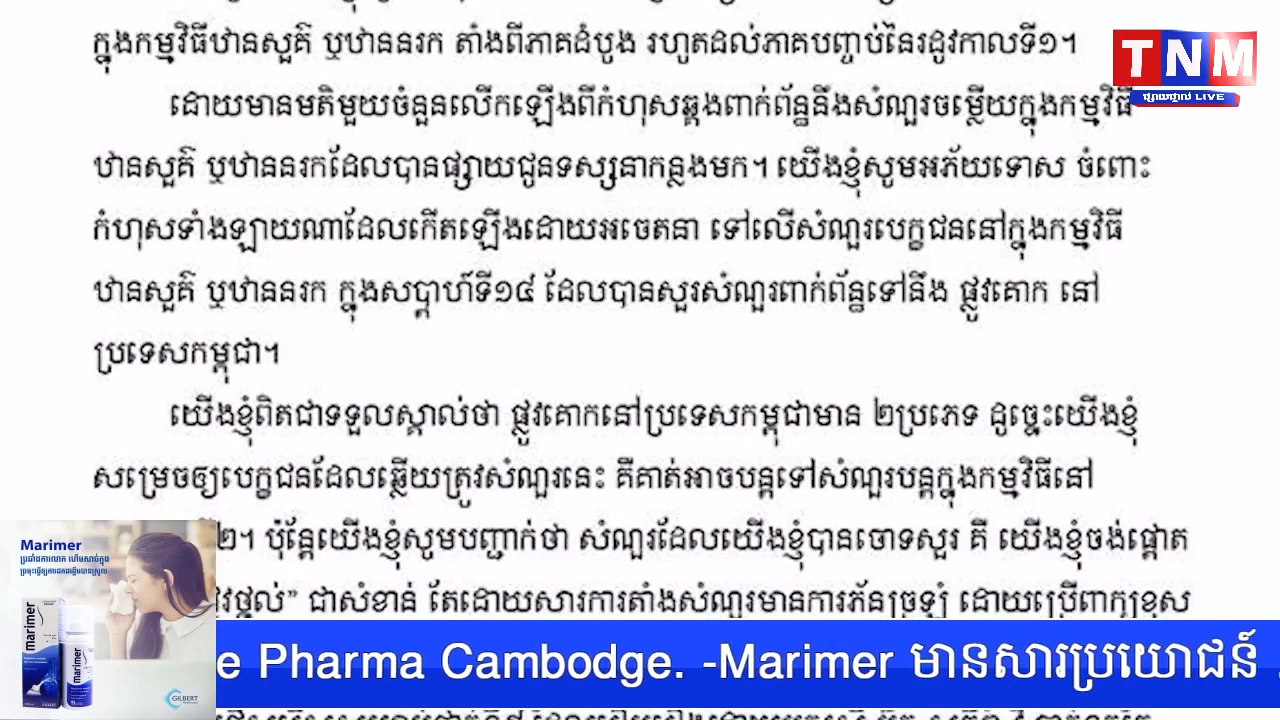 ក្នុងកម្មវិធីឋានសួគ៌ ឬឋាននរក តាំងពីភាគដំបូង រហូតដល់ភាគបញ្ចប់នៃរដូវកាលទី១។
TNM
ផ្សាយផ្ទាល់ LIVE
ដោយមានមតិមួយចំនួនលើកឡើងពីកំហុសឆ្គងពាក់ព័ន្ធនឹងសំណួរចម្លើយក្នុងកម្មវិធី
ឋានសួគ៌ ឬឋាននរកដែលបានផ្សាយជូនទស្សនាកន្លងមក។ យើងខ្ញុំសូមអភ័យទោស ចំពោះ
កំហុសទាំងឡាយណាដែលកើតឡើងដោយអចេតនា ទៅលើសំណួរបេក្ខជននៅក្នុងកម្មវិធី
ឋានសួគ៌ ឬឋាននរក ក្នុងសប្តាហ៍ទី១៤ ដែលបានសួរសំណួរពាក់ព័ន្ធទៅនឹង ផ្លូវគោក នៅ
ប្រទេសកម្ពុជា។
យើងខ្ញុំពិតជាទទួលស្គាល់ថា ផ្លូវគោកនៅប្រទេសកម្ពុជាមាន ២ប្រភេទ ដូច្នេះយើងខ្ញុំ
សម្រេចឲ្យបេក្ខជនដែលឆ្លើយត្រូវសំណួរនេះ គឺគាត់អាចបន្តទៅសំណួរបន្តក្នុងកម្មវិធីនៅ
២។ ប៉ុន្តែយើងខ្ញុំសូមបញ្ជាក់ថា សំណួរដែលយើងខ្ញុំបានចោទសួរ គឺ យើងខ្ញុំចង់ផ្តោត
ជាសំខាន់ តែដោយសារការតាំងសំណួរមានការភ័ន្តច្រឡំ ដោយប្រើពាក្យខុស
Marimer
marimer
Marimer
GILBERT
e Pharma Cambodge. -Marimer មានសារប្រយោជន៍